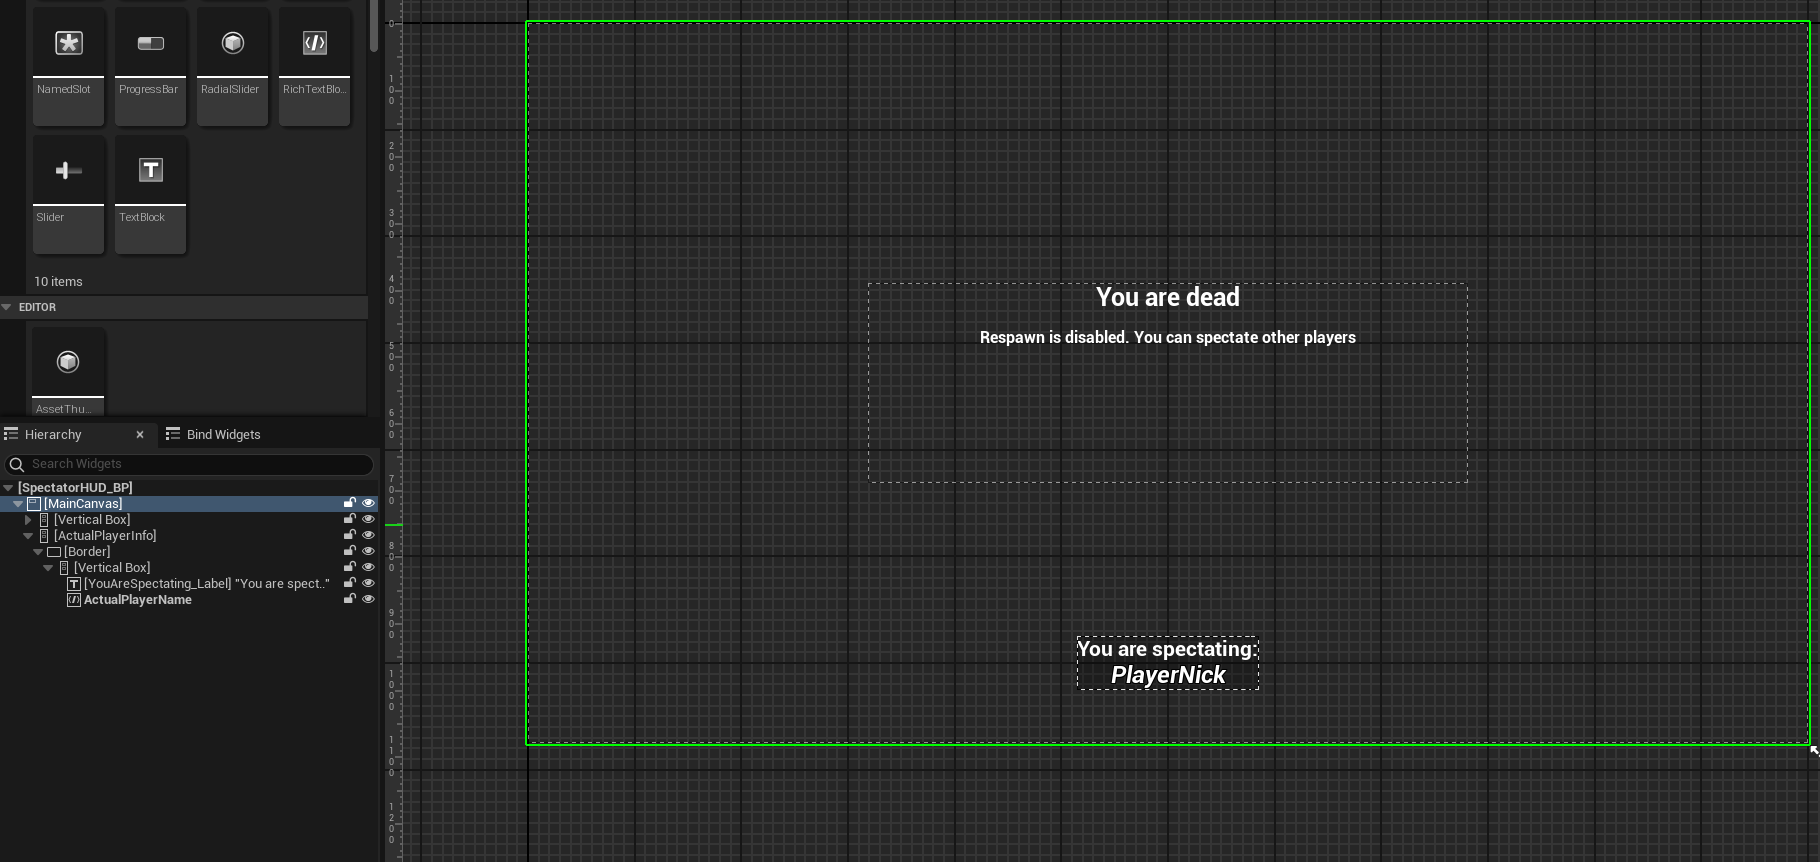 NamedSlot
ProgressBar
RadialSlider
RichTextBlo...
Slider
TextBlock
10 items
EDITOR
AssetThu...
Hierarchy
Bind Widgets
Search Widgets
[SpectatorHUD_BP]
[MainCanvas]
[Vertical Box]
[ActualPlayerInfo]
[Border]
[Vertical Box]
[YouAreSpectating_Label] "You are spect.."
ActualPlayerName
0
100
200
300
400
500
600
700
800
900
1000
1100
1200
You are dead
Respawn is disabled. You can spectate other players
You are spectating:
PlayerNick